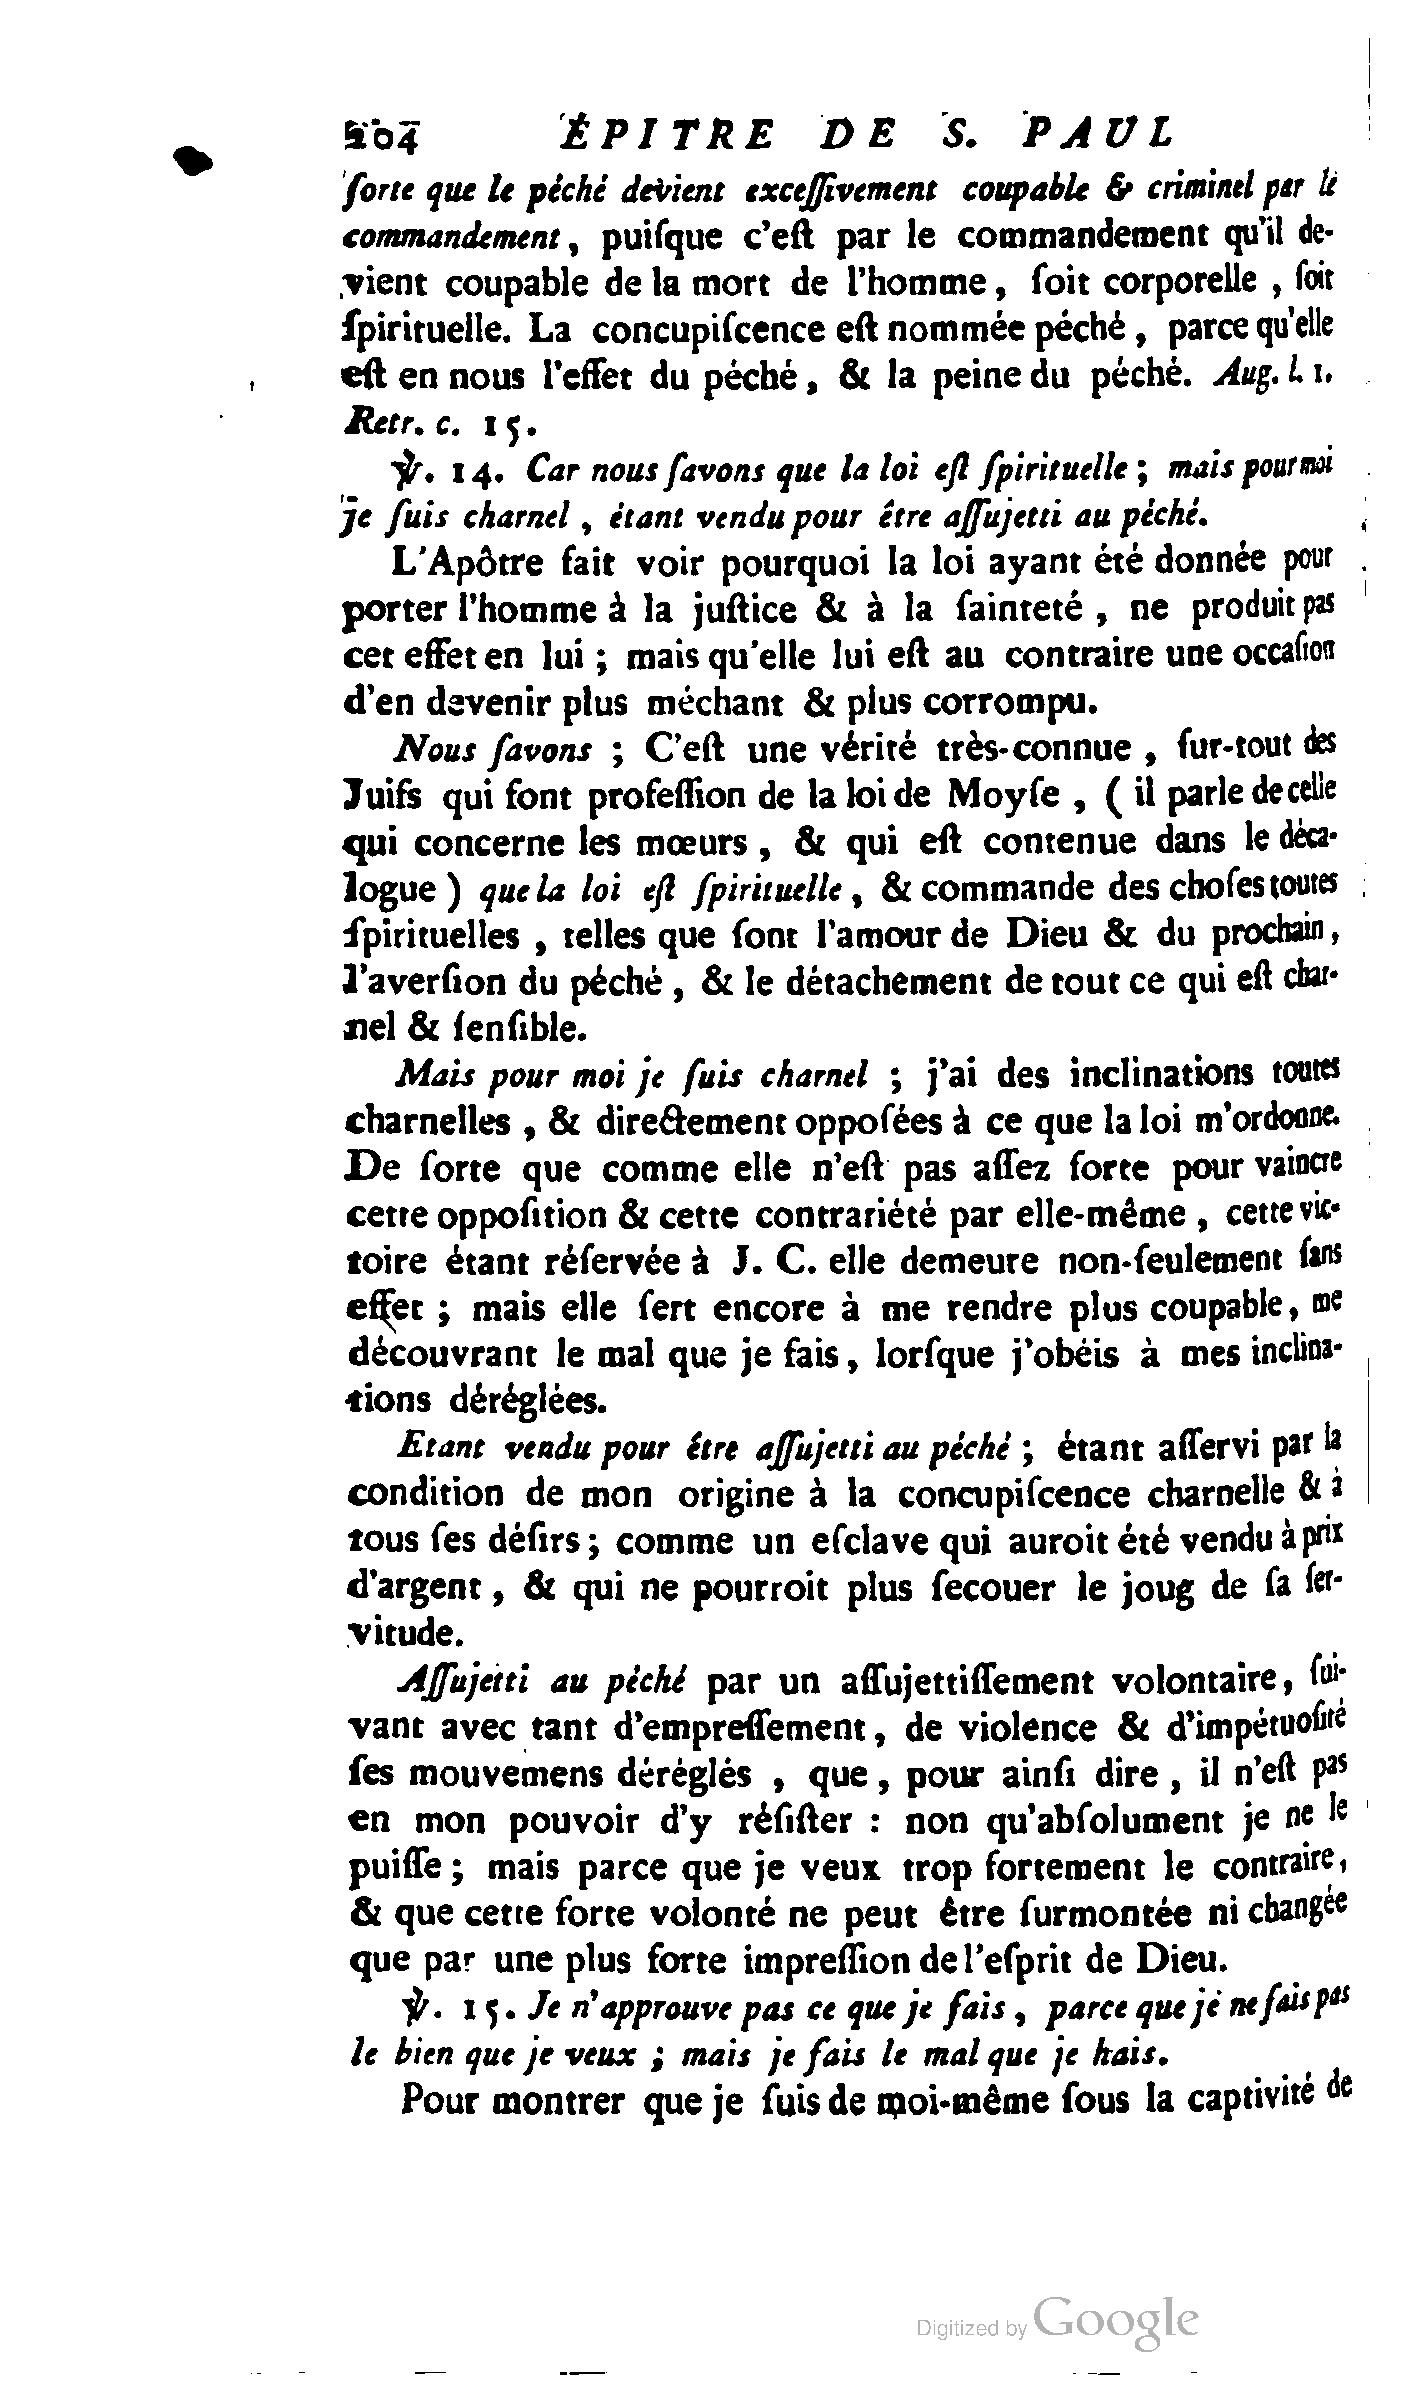 204 ÉPITRE DE S. PAUL
ſorte que le péché devient exceſſivement coupable & criminel par le
commandement, puiſque c'eſt par le commandement qu'il de-
vient coupable de la mort de l'homme, ſoit corporelle, ſoit
ſpirituelle. La concupiſcence eſt nommée péché, parce qu'elle
eſt en nous l'effet du péché, & la peine du péché. Aug. l. 1.
Retr. c. 15.
℣. 14. Car nous ſavons que la loi eſt ſpirituelle ; mais pour moi
je ſuis charnel, étant vendu pour être aſſujetti au péché.
L'Apôtre fait voir pourquoi la loi ayant été donnée pour
porter l'homme à la juſtice & à la ſainteté, ne produit pas
cet effet en lui ; mais qu'elle lui eſt au contraire une occaſion
d'en devenir plus méchant & plus corrompu.
Nous ſavons ; C'eſt une vérité très-connue, ſur-tout des
Juifs qui font profeſſion de la loi de Moyſe, ( il parle de celle
qui concerne les mœurs, & qui eſt contenue dans le déca-
logue ) que la loi eſt ſpirituelle, & commande des choſes toutes
ſpirituelles, telles que ſont l'amour de Dieu & du prochain,
l'averſion du péché, & le détachement de tout ce qui eſt char-
nel & ſenſible.
Mais pour moi je ſuis charnel ; j'ai des inclinations toutes
charnelles, & directement oppoſées à ce que la loi m'ordonne.
De ſorte que comme elle n'eſt pas aſſez forte pour vaincre
cette oppoſition & cette contrariété par elle-même, cette vic-
toire étant réſervée à J. C. elle demeure non-ſeulement ſans
effet ; mais elle ſert encore à me rendre plus coupable, me
découvrant le mal que je fais, lorſque j'obéis à mes inclina-
tions déréglées.
Etant vendu pour être aſſujetti au péché ; étant aſſervi par la
condition de mon origine à la concupiſcence charnelle & à
tous ſes déſirs ; comme un eſclave qui auroit été vendu à prix
d'argent, & qui ne pourroit plus ſecouer le joug de ſa ſer-
vitude.
Aſſujetti au péché par un aſſujettiſſement volontaire, ſui-
vant avec tant d'empreſſement, de violence & d'impétuoſité
ſes mouvemens déréglés, que, pour ainſi dire, il n'eſt pas
en mon pouvoir d'y réſiſter : non qu'abſolument je ne le
puiſſe ; mais parce que je veux trop fortement le contraire,
& que cette forte volonté ne peut être ſurmontée ni changée
que par une plus forte impreſſion de l'eſprit de Dieu.
℣. 15. Je n'approuve pas ce que je fais, parce que je ne fais pas
le bien que je veux ; mais je fais le mal que je hais.
Pour montrer que je ſuis de moi-même ſous la captivité de
Digitized by Google